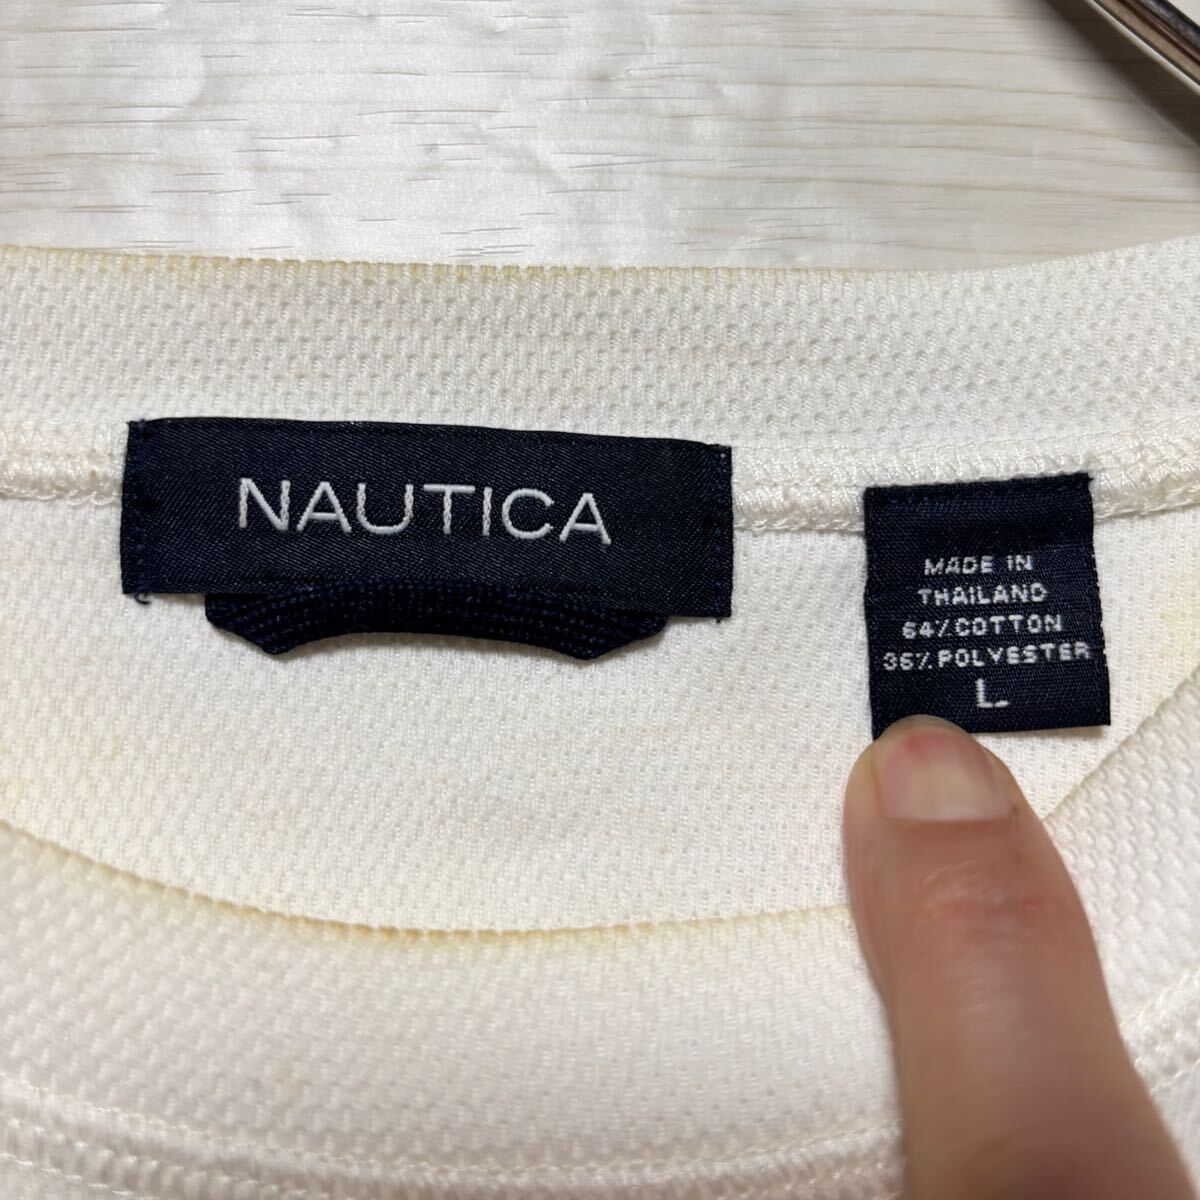 NAUTICA
MADE IN
THAILAND
64% COTTON
36% POLYESTER
L